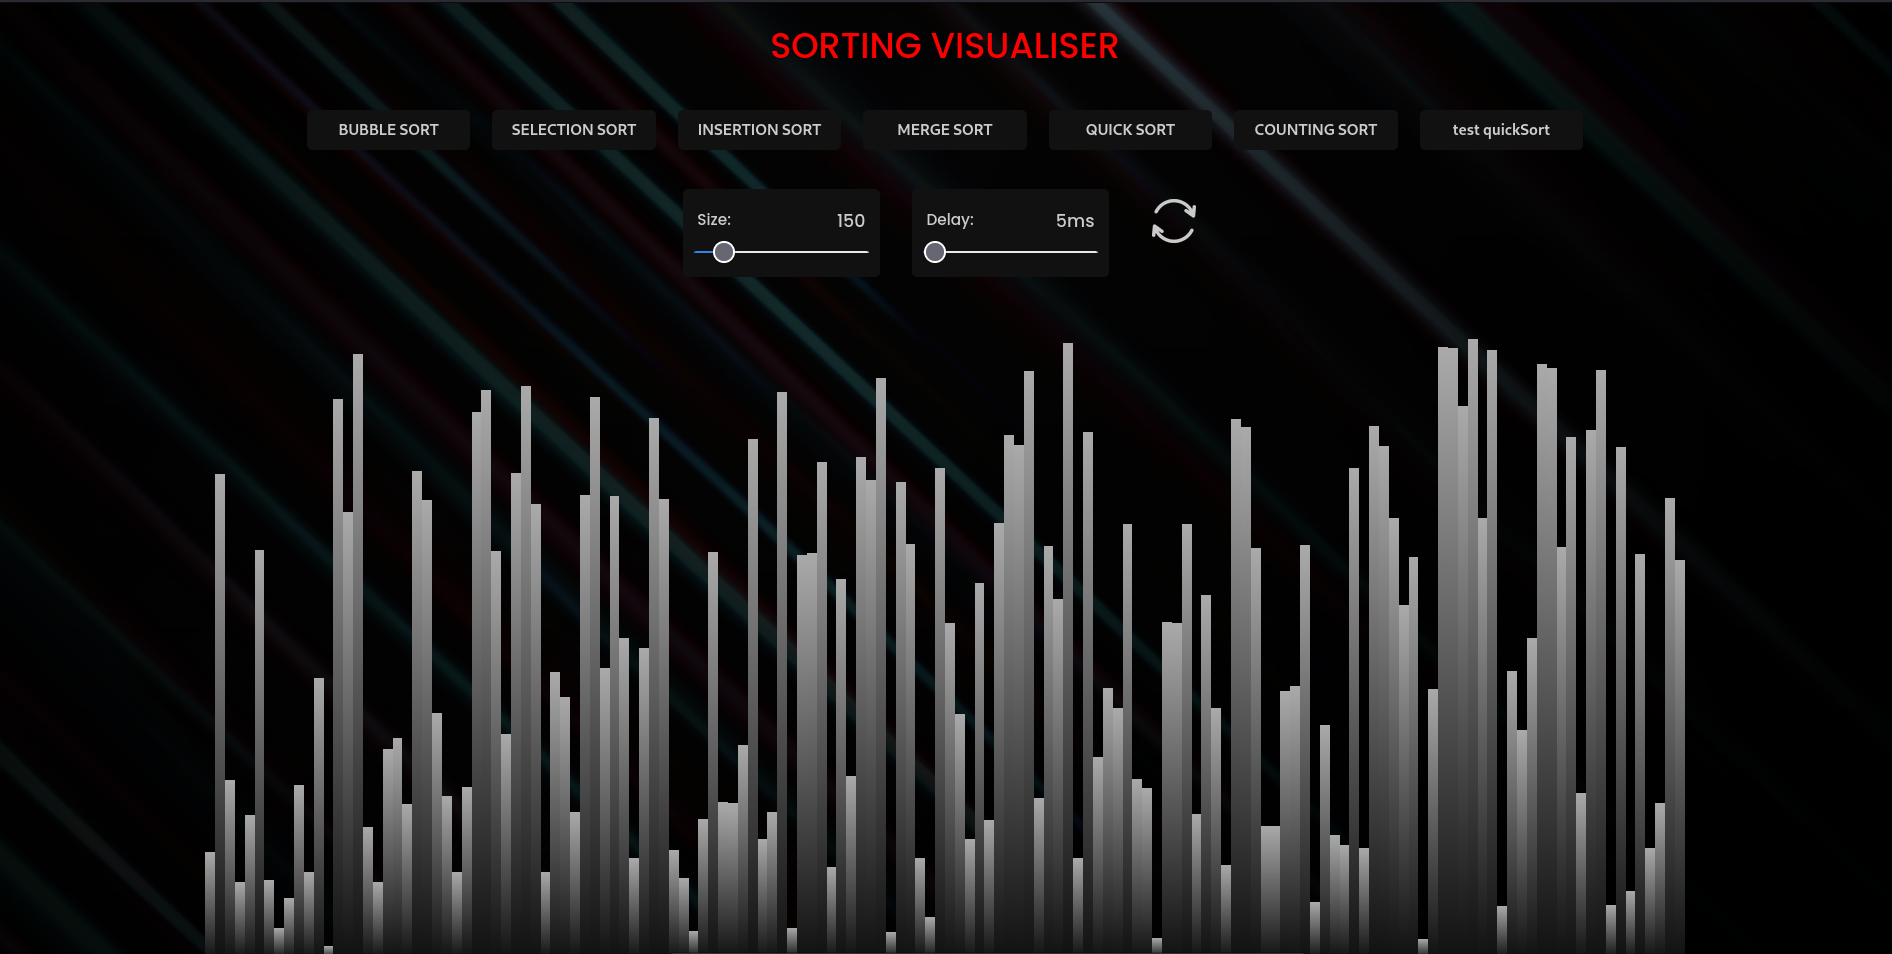 SORTING VISUALISER
BUBBLE SORT SELECTION SORT INSERTION SORT MERGE SORT QUICK SORT COUNTING SORT test quickSort
Size: 150 Delay: 5ms